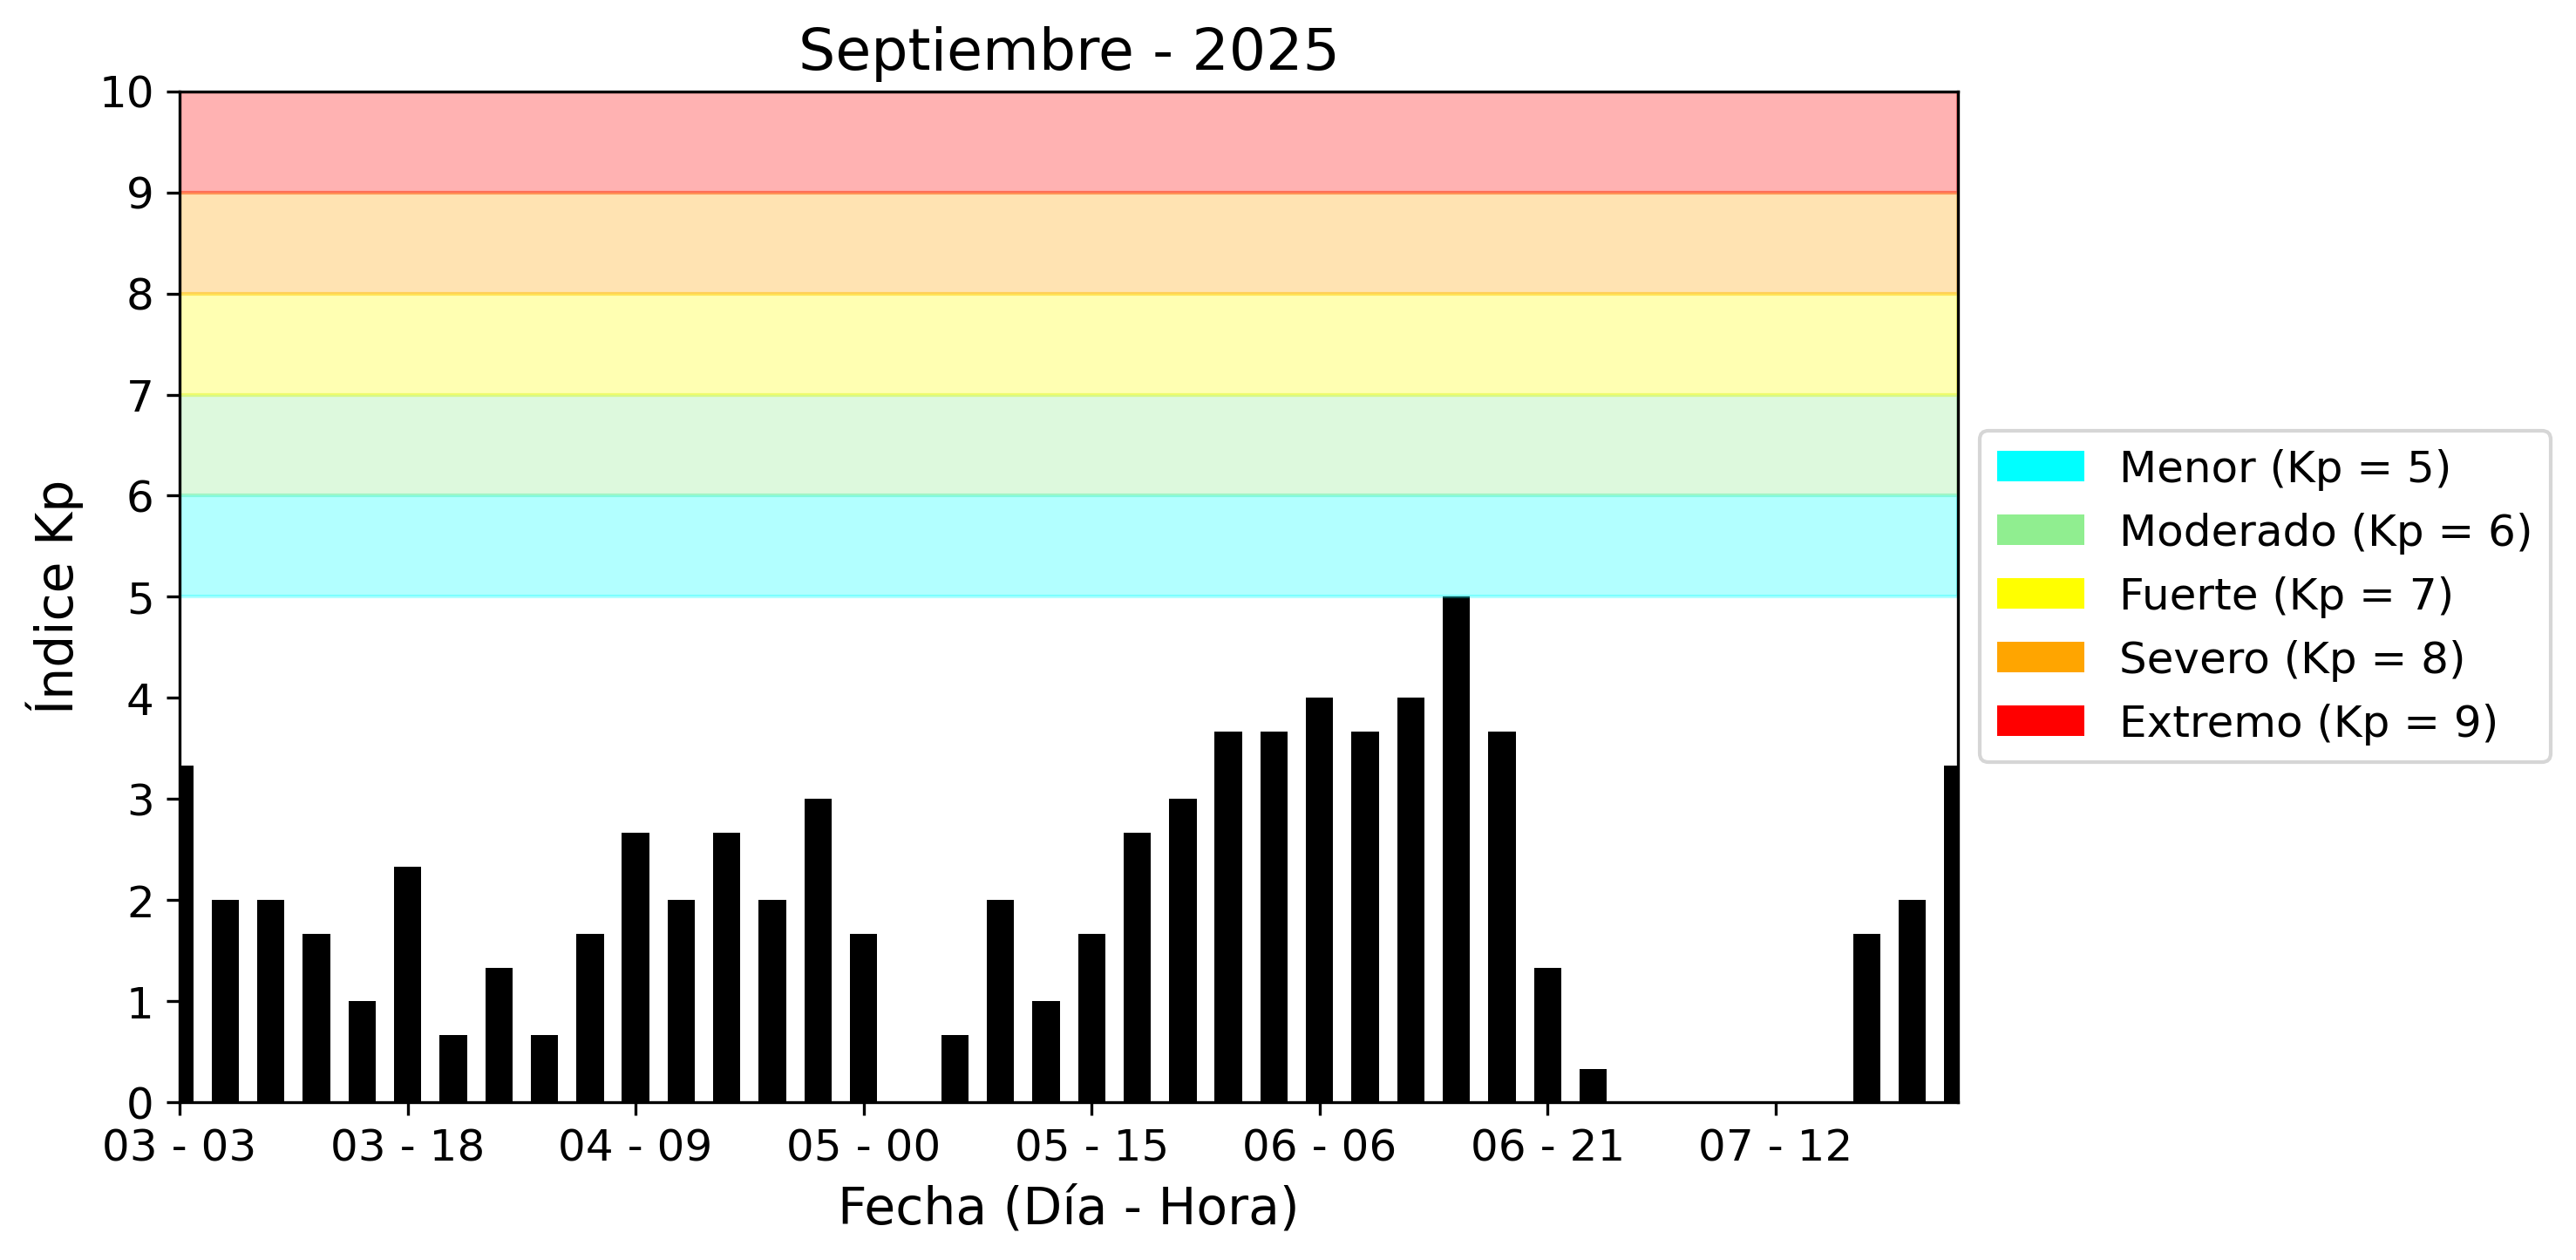 Septiembre - 2025
Índice Kp
10
9
8
7
6
5
4
3
2
1
0
03 - 03
03 - 18
04 - 09
05 - 00
05 - 15
06 - 06
06 - 21
07 - 12
Fecha (Día - Hora)
Menor (Kp = 5)
Moderado (Kp = 6)
Fuerte (Kp = 7)
Severo (Kp = 8)
Extremo (Kp = 9)